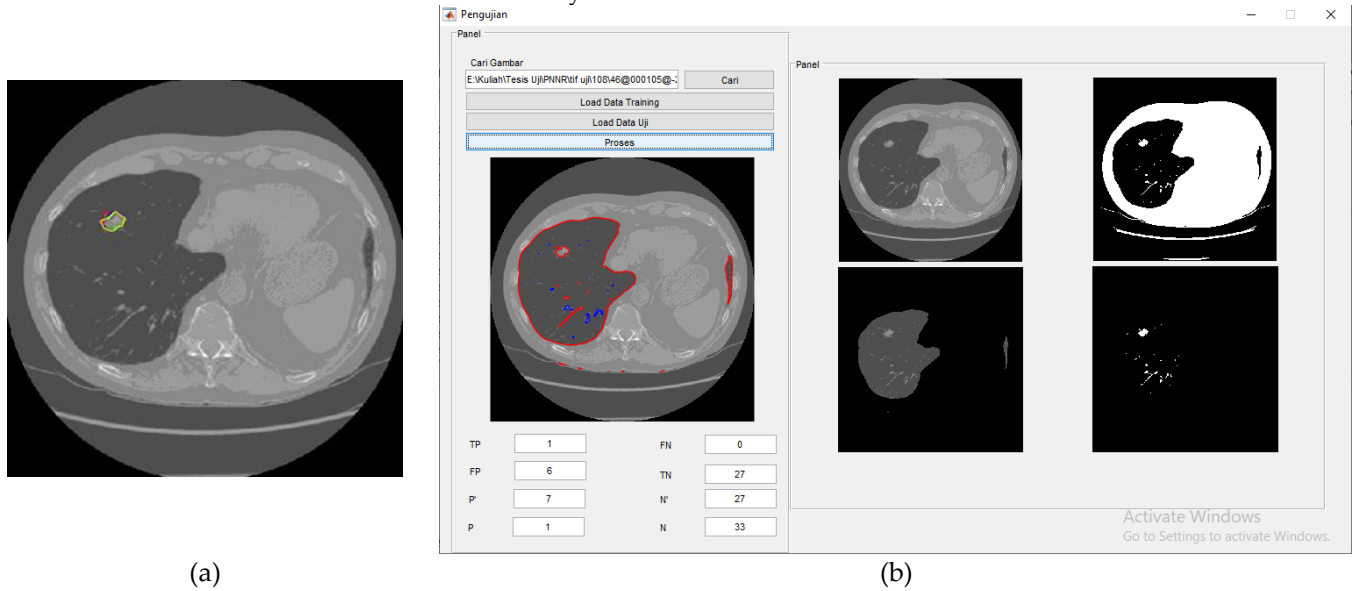 Pengujian
Panel
Cari Gambar
E:\Kuliah\Tesis Uji\PNNR\tif uji\108\46@000105@-
Cari
Load Data Training
Load Data Uji
Proses
TP 1 FN 0
FP 6 TN 27
P' 7 N' 27
P 1 N 33
Panel
Activate Windows
Go to Settings to activate Windows.
(a)
(b)